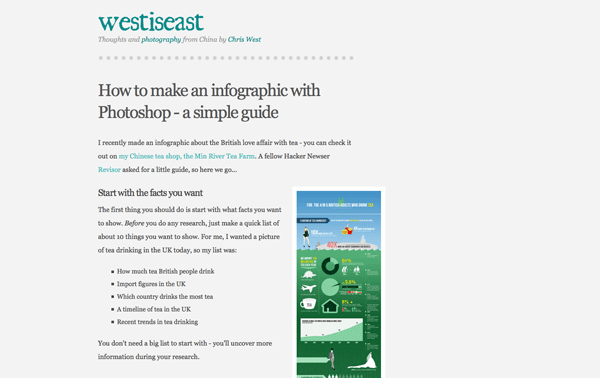 westiseast
Thoughts and photography from China by Chris West
How to make an infographic with
Photoshop - a simple guide
I recently made an infographic about the British love affair with tea - you can check it
out on my Chinese tea shop, the Min River Tea Farm. A fellow Hacker Newser
Revisor asked for a little guide, so here we go...
Start with the facts you want
The first thing you should do is start with what facts you want
to show. Before you do any research, just make a quick list of
about 10 things you want to show. For me, I wanted a picture
of tea drinking in the UK today, so my list was:
How much tea British people drink
Import figures in the UK
Which country drinks the most tea
A timeline of tea in the UK
Recent trends in tea drinking
You don't need a big list to start with - you'll uncover more
information during your research.
TEA